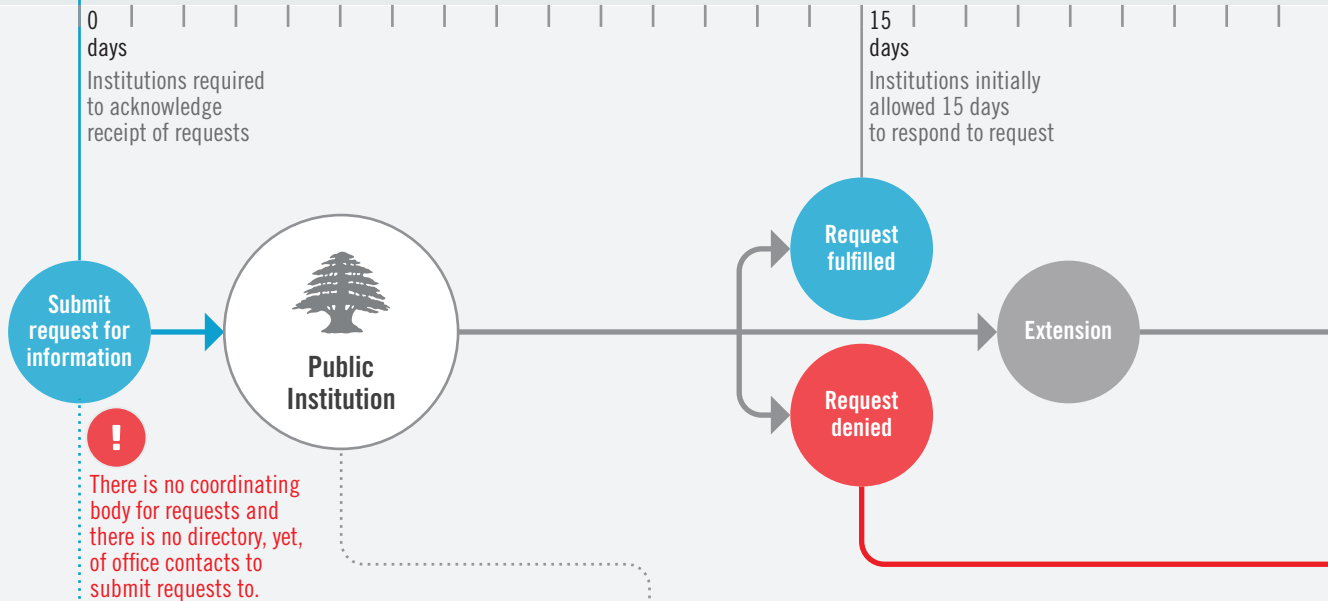 0
days
Institutions required
to acknowledge
receipt of requests
15
days
Institutions initially
allowed 15 days
to respond to request
Submit
request for
information
Public
Institution
Request
fulfilled
Extension
Request
denied
!
There is no coordinating
body for requests and
there is no directory, yet,
of office contacts to
submit requests to.